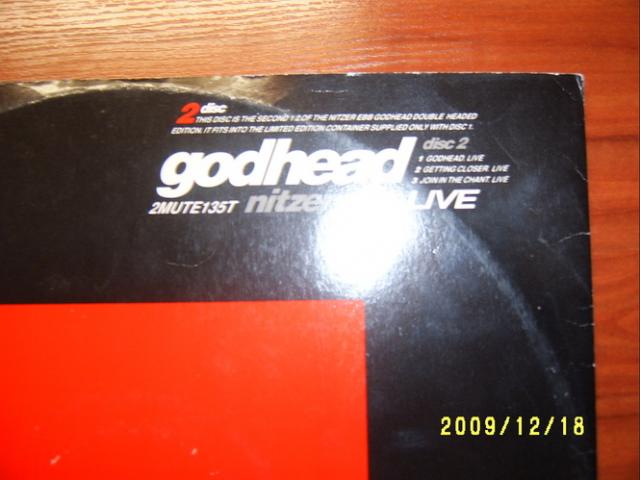 2 disc
THIS DISC IS THE SECOND 1/2 OF THE NITZER EBB GODHEAD DOUBLE HEADED
EDITION. IT FITS INTO THE LIMITED EDITION CONTAINER SUPPLIED ONLY WITH DISC 1.
godhead
disc 2
1 GODHEAD. LIVE
2 GETTING CLOSER. LIVE
3 JOIN IN THE CHANT. LIVE
2MUTE135T nitze LIVE
2009/12/18